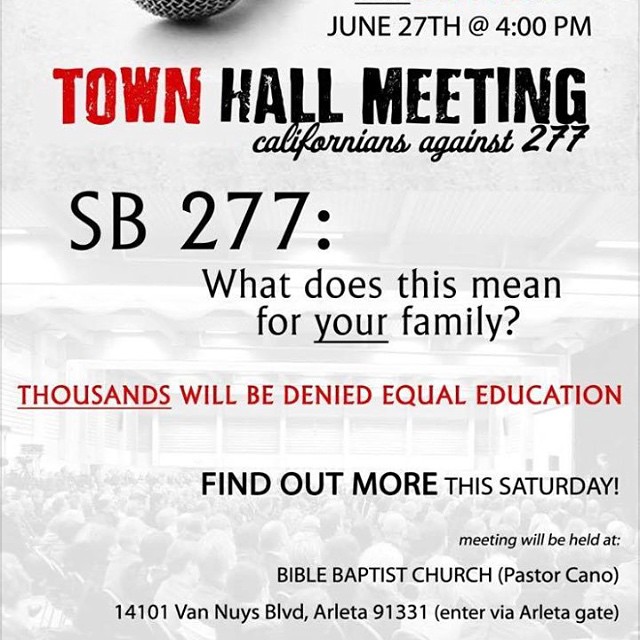 JUNE 27TH @ 4:00 PM
TOWN HALL MEETING
californians against 277
SB 277:
What does this mean
for your family?
THOUSANDS WILL BE DENIED EQUAL EDUCATION
FIND OUT MORE THIS SATURDAY!
meeting will be held at:
BIBLE BAPTIST CHURCH (Pastor Cano)
14101 Van Nuys Blvd, Arleta 91331 (enter via Arleta gate)